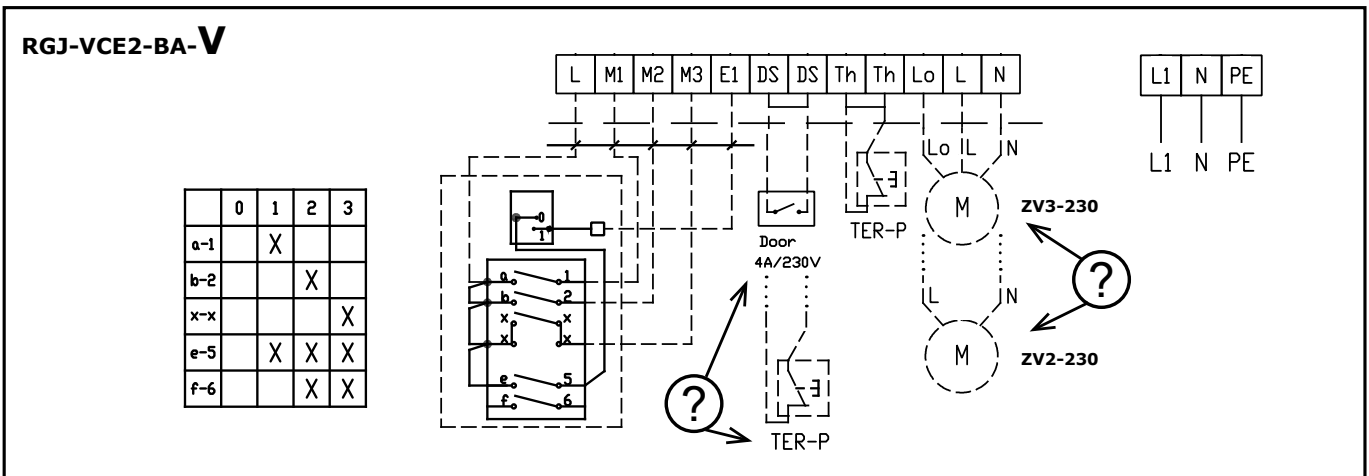 RGJ-VCE2-BA-V
L M1 M2 M3 E1 DS DS Th Th Lo L N
L1 N PE
Lo L N
L1 N PE
0 1 2 3
a-1 X
b-2 X
x-x X
e-5 X X X
f-6 X X
0
1
a 1
b 2
x x
x x
e 5
f 6
Door
4A/230V
TER-P
M
ZV3-230
?
L N
M
ZV2-230
?
TER-P